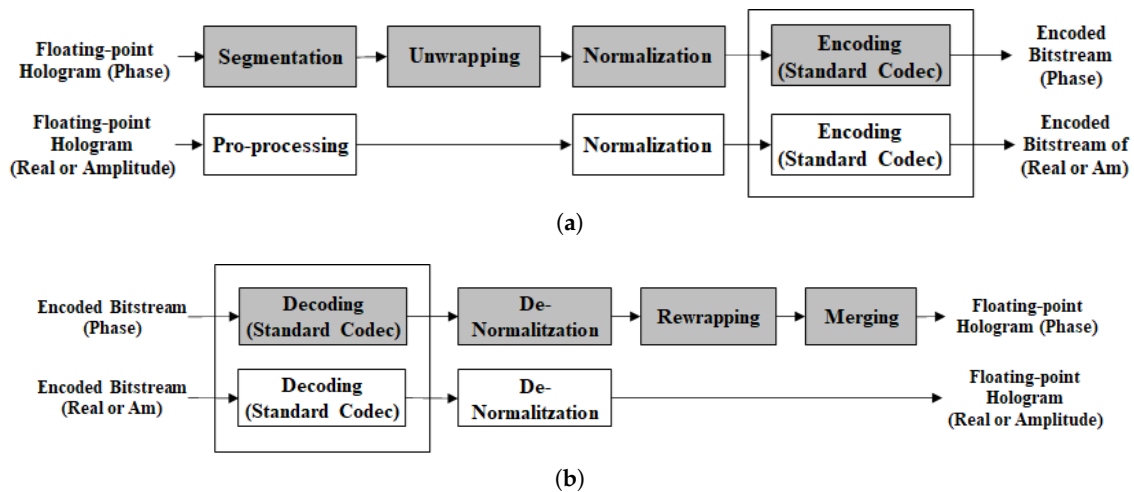 Floating-point
Hologram (Phase)
Segmentation
Unwrapping
Normalization
Encoding
(Standard Codec)
Encoded
Bitstream
(Phase)
Floating-point
Hologram
(Real or Amplitude)
Pro-processing
Normalization
Encoding
(Standard Codec)
Encoded
Bitstream of
(Real or Am)
(a)
Encoded Bitstream
(Phase)
Decoding
(Standard Codec)
De-
Normalitzation
Rewrapping
Merging
Floating-point
Hologram (Phase)
Encoded Bitstream
(Real or Am)
Decoding
(Standard Codec)
De-
Normalitzation
Floating-point
Hologram
(Real or Amplitude)
(b)